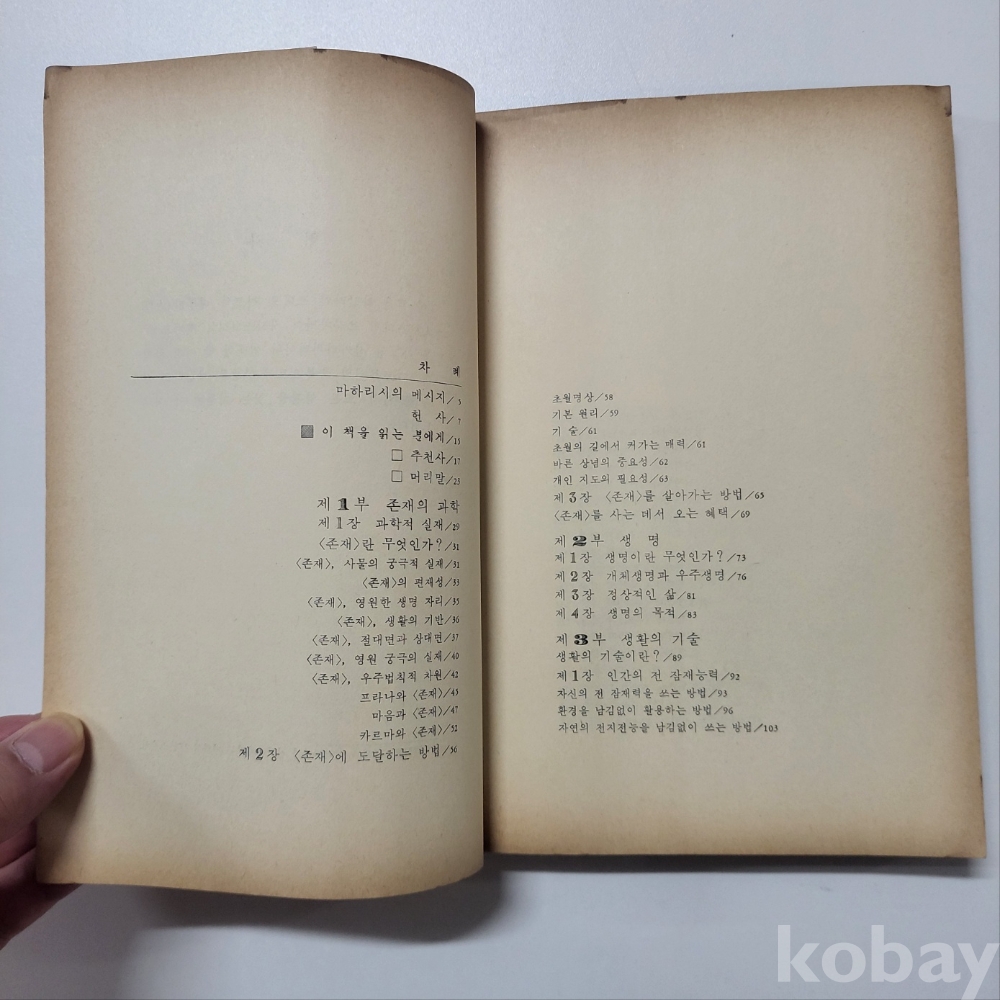 차 례
마하리시의 메시지/5
헌 사/7
이 책을 읽는 분에게/15
추천사/17
머리말/25
제1부 존재의 과학
제1장 과학적 실재/29
〈존재〉란 무엇인가?/31
〈존재〉, 사물의 궁극적 실재/31
〈존재〉의 편재성/33
〈존재〉, 영원한 생명 자리/35
〈존재〉, 생활의 기반/36
〈존재〉, 절대면과 상대면/37
〈존재〉, 영원 궁극의 실재/40
〈존재〉, 우주법칙적 차원/42
프라나와 〈존재〉/45
마음과 〈존재〉/47
카르마와 〈존재〉/52
제2장 〈존재〉에 도달하는 방법/56
초월명상/58
기본 원리/59
기 술/61
초월의 길에서 커가는 매력/61
바른 상념의 중요성/62
개인 지도의 필요성/63
제3장 〈존재〉를 살아가는 방법/65
〈존재〉를 사는 데서 오는 혜택/69
제2부 생 명
제1장 생명이란 무엇인가?/73
제2장 개체생명과 우주생명/76
제3장 정상적인 삶/81
제4장 생명의 목적/83
제3부 생활의 기술
생활의 기술이란?/89
제1장 인간의 전 잠재능력/92
자신의 전 잠재력을 쓰는 방법/93
환경을 남김없이 활용하는 방법/96
자연의 전지전능을 남김없이 쓰는 방법/103
kobay